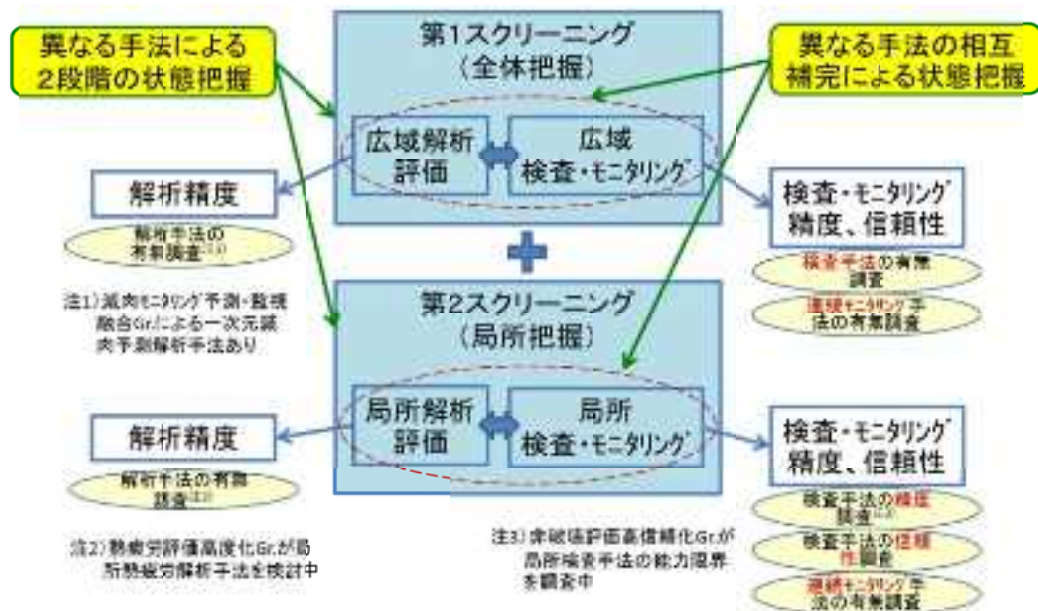 異なる手法による
2段階の状態把握
第1スクリーニング
(全体把握)
異なる手法の相互
補完による状態把握
広域解析
評価
広域
検査・モニタリング
解析精度
解析手法の
有無調査
検査・モニタリング
精度、信頼性
検査手法の有無
調査
連続モニタリング手
法の有無調査
注1)減肉モニタリング予測・監視
融合Gr.による一次元減
肉予測解析手法あり
第2スクリーニング
(局所把握)
局所解析
評価
局所
検査・モニタリング
解析精度
解析手法の有無
調査
検査・モニタリング
精度、信頼性
検査手法の精度
調査
検査手法の信頼
性調査
連続モニタリング手
法の有無調査
注2)熱疲労評価高度化Gr.が局
所熱疲労解析手法を検討中
注3)非破壊評価高信頼化Gr.が
局所検査手法の能力限界
を調査中